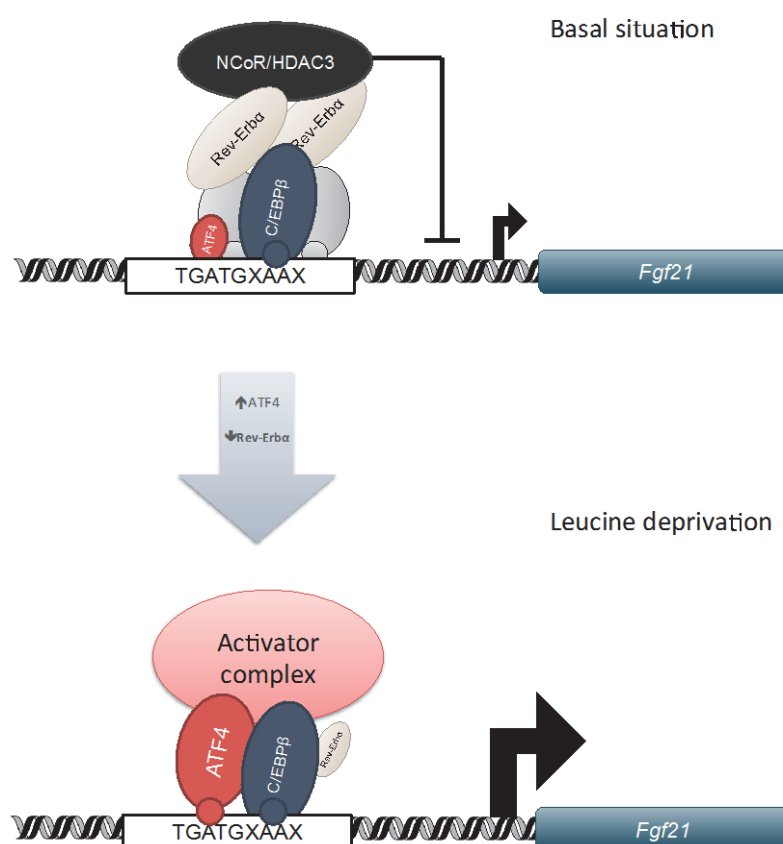 Basal situation
NCoR/HDAC3
Rev-Erbα
Rev-Erbα
C/EBPβ
ATF4
TGATGXAAX
Fgf21
↑ATF4
↓Rev-Erbα
Leucine deprivation
Activator
complex
ATF4
C/EBPβ
Rev-Erbα
TGATGXAAX
Fgf21